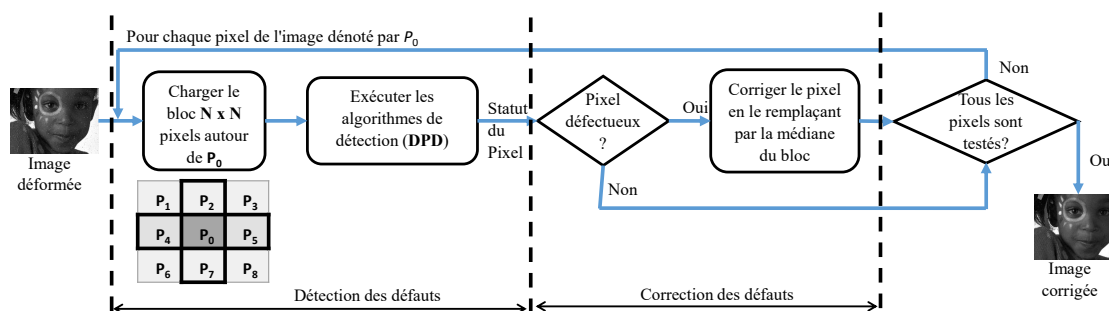 Pour chaque pixel de l'image dénoté par P0
Image
déformée
Charger le
bloc N x N
pixels autour
de P0
Exécuter les
algorithmes de
détection (DPD)
Statut
du
Pixel
Pixel
défectueux
?
Oui
Non
Corriger le pixel
en le remplaçant
par la médiane
du bloc
Tous les
pixels sont
testés?
Non
Ou
Image
corrigée
P1 P2 P3
P4 P0 P5
P6 P7 P8
Détection des défauts
Correction des défauts